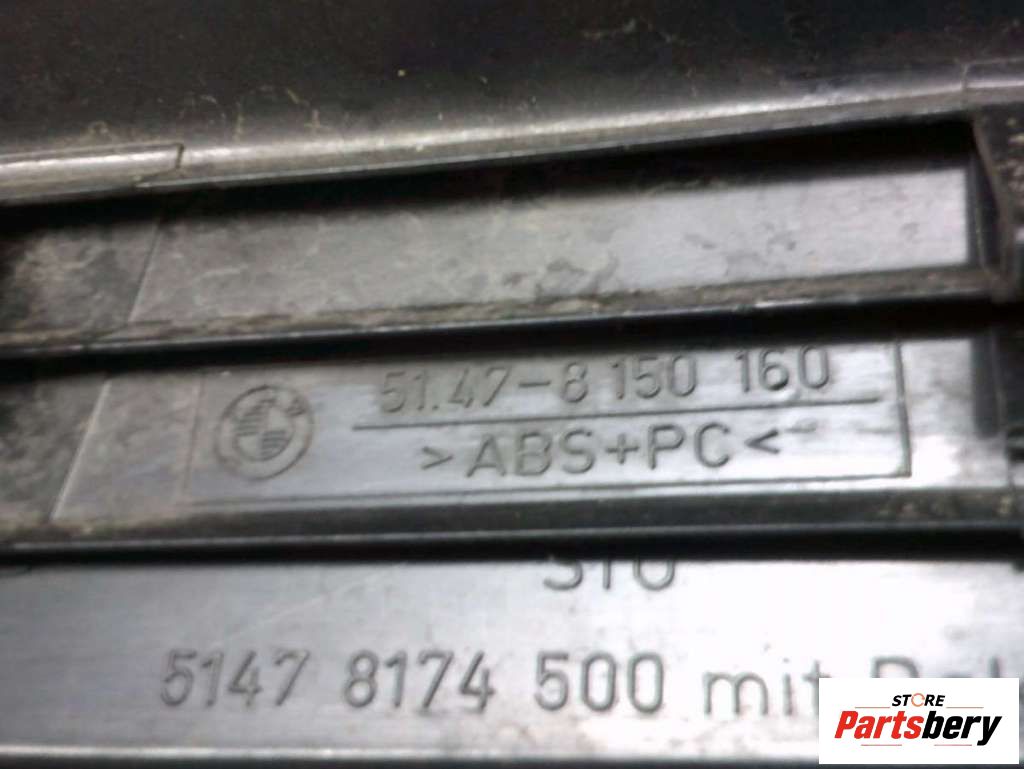 51.47-8 150 160
>ABS+PC<
5147 8174 500 mit
STORE
Partsbery